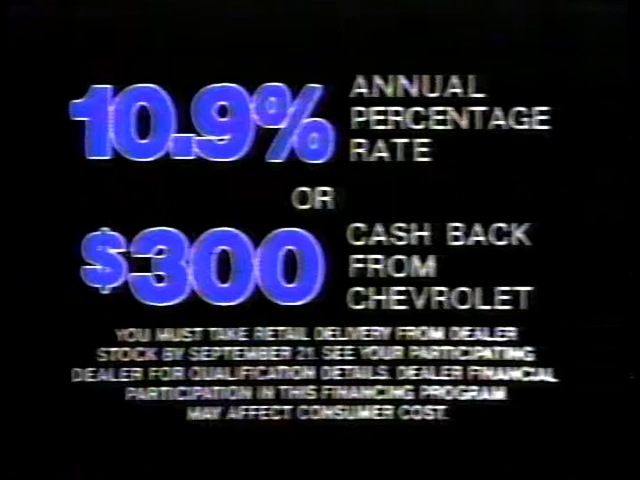 10.9% ANNUAL
PERCENTAGE
RATE
OR
$300 CASH BACK
FROM
CHEVROLET
YOU MUST TAKE RETAIL DELIVERY FROM DEALER
STOCK BY SEPTEMBER 21. SEE YOUR PARTICIPATING
DEALER FOR QUALIFICATION DETAILS. DEALER FINANCIAL
PARTICIPATION IN THIS FINANCING PROGRAM
MAY AFFECT CONSUMER COST.